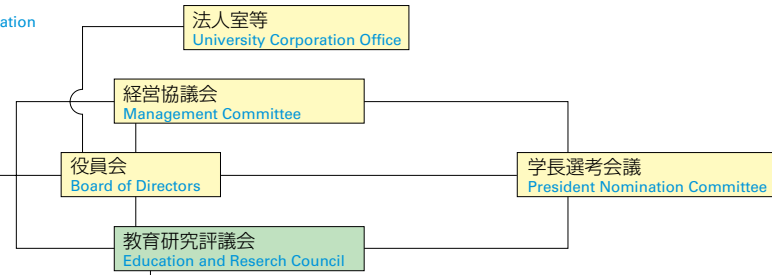 ation
法人室等
University Corporation Office
経営協議会
Management Committee
役員会
Board of Directors
学長選考会議
President Nomination Committee
教育研究評議会
Education and Reserch Council